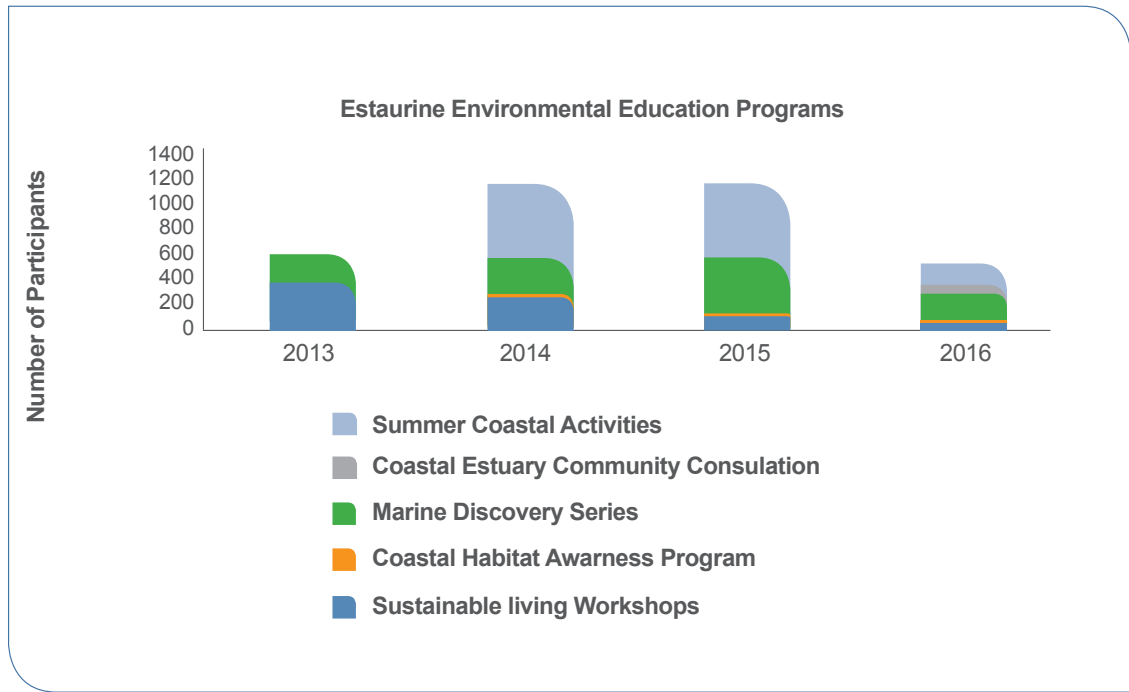 Estaurine Environmental Education Programs
Number of Participants
1400
1200
1000
800
600
400
200
0
2013
2014
2015
2016
Summer Coastal Activities
Coastal Estuary Community Consulation
Marine Discovery Series
Coastal Habitat Awarness Program
Sustainable living Workshops